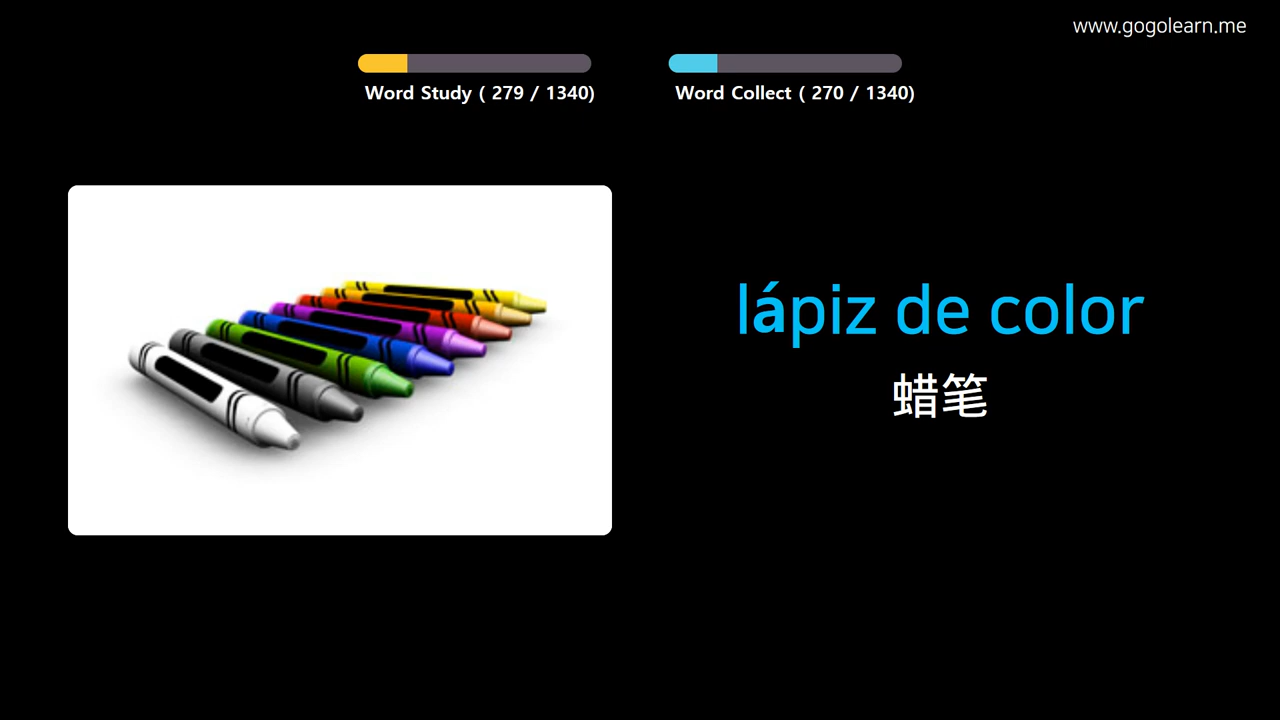 www.gogolearn.me
Word Study ( 279 / 1340)
Word Collect ( 270 / 1340)
lápiz de color
蜡笔